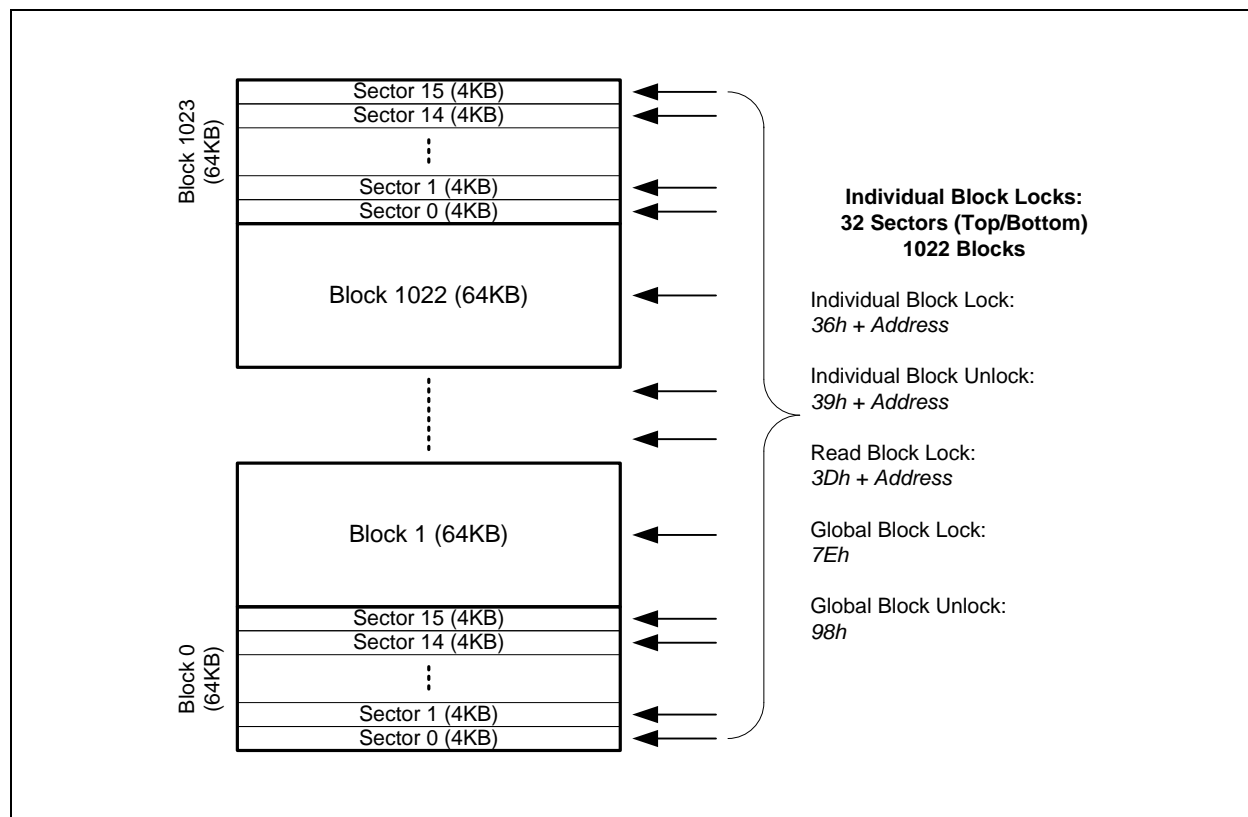 Block 1023
(64KB)
Sector 15 (4KB)
Sector 14 (4KB)
Sector 1 (4KB)
Sector 0 (4KB)
Block 1022 (64KB)
Block 1 (64KB)
Block 0
(64KB)
Sector 15 (4KB)
Sector 14 (4KB)
Sector 1 (4KB)
Sector 0 (4KB)
Individual Block Locks:
32 Sectors (Top/Bottom)
1022 Blocks
Individual Block Lock:
36h + Address
Individual Block Unlock:
39h + Address
Read Block Lock:
3Dh + Address
Global Block Lock:
7Eh
Global Block Unlock:
98h